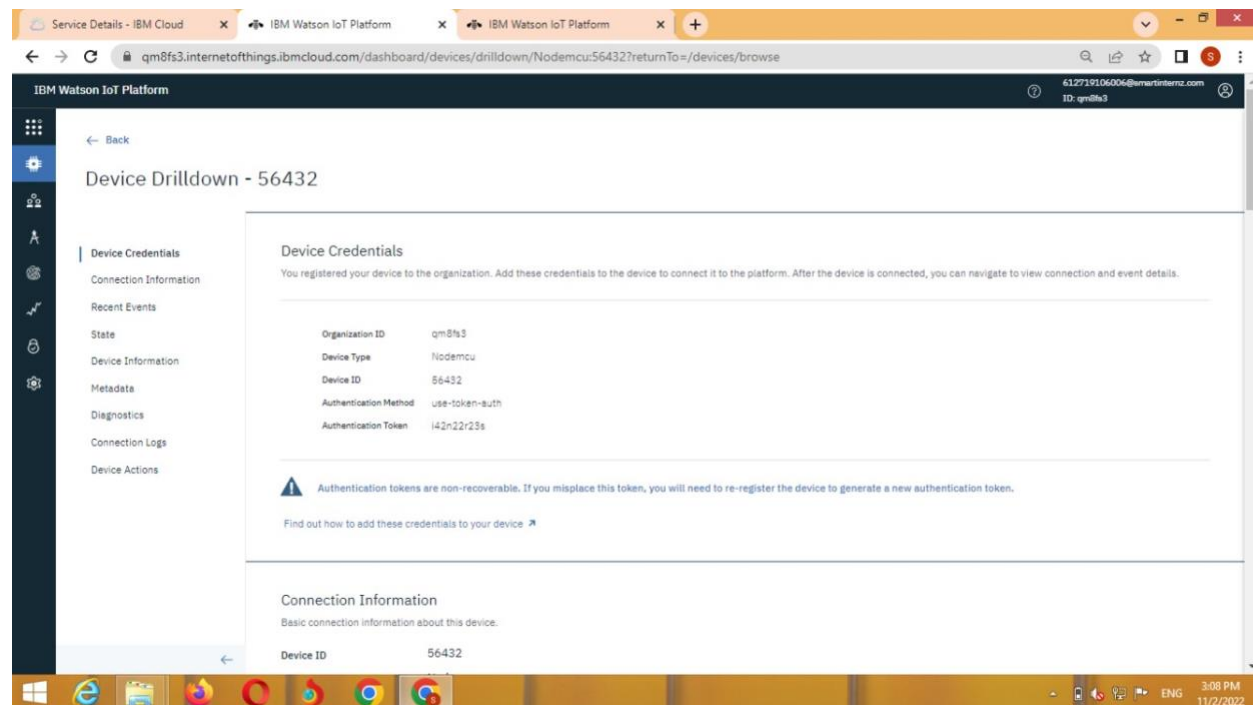 Service Details - IBM Cloud
IBM Watson IoT Platform
IBM Watson IoT Platform
qm8fs3.internetofthings.ibmcloud.com/dashboard/devices/drilldown/Nodemcu:56432?returnTo=/devices/browse
S
IBM Watson IoT Platform
612719106006@smartinternz.com
ID: qm8fs3
← Back
Device Drilldown - 56432
Device Credentials
Connection Information
Recent Events
State
Device Information
Metadata
Diagnostics
Connection Logs
Device Actions
Device Credentials
You registered your device to the organization. Add these credentials to the device to connect it to the platform. After the device is connected, you can navigate to view connection and event details.
Organization ID qm8fs3
Device Type Nodemcu
Device ID 56432
Authentication Method use-token-auth
Authentication Token i42n22r23s
Authentication tokens are non-recoverable. If you misplace this token, you will need to re-register the device to generate a new authentication token.
Find out how to add these credentials to your device
Connection Information
Basic connection information about this device.
Device ID 56432
ENG
3:08 PM
11/2/2022